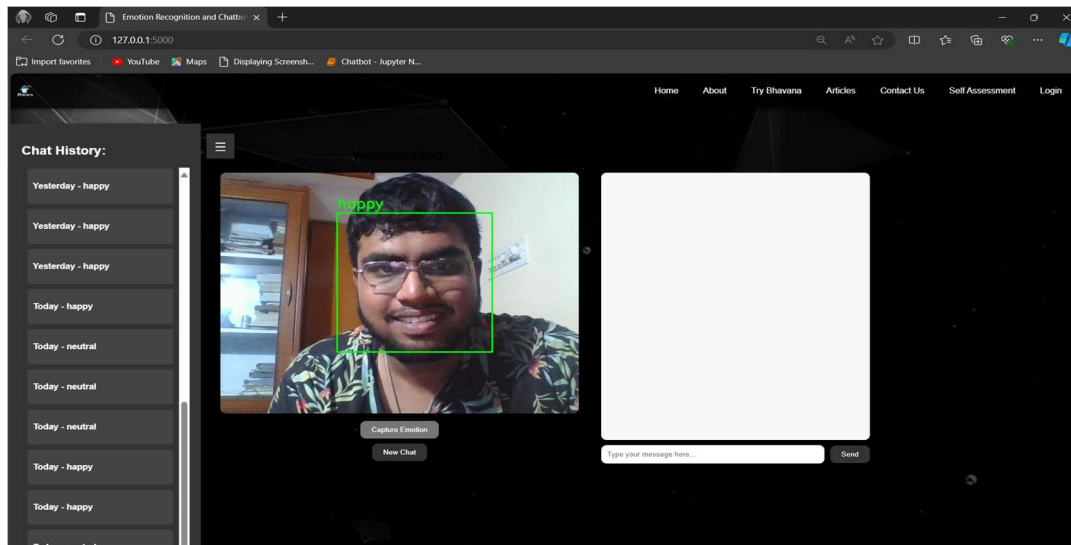 Emotion Recognition and Chatbo
127.0.0.1:5000
Import favorites
YouTube
Maps
Displaying Screensh...
Chatbot - Jupyter N...
Home
About
Try Bhavana
Articles
Contact Us
Self Assessment
Login
Chat History:
Yesterday - happy
Yesterday - happy
Yesterday - happy
Today - happy
Today - neutral
Today - neutral
Today - neutral
Today - happy
Today - happy
Webcam Feed:
happy
Capture Emotion
New Chat
Type your message here...
Send